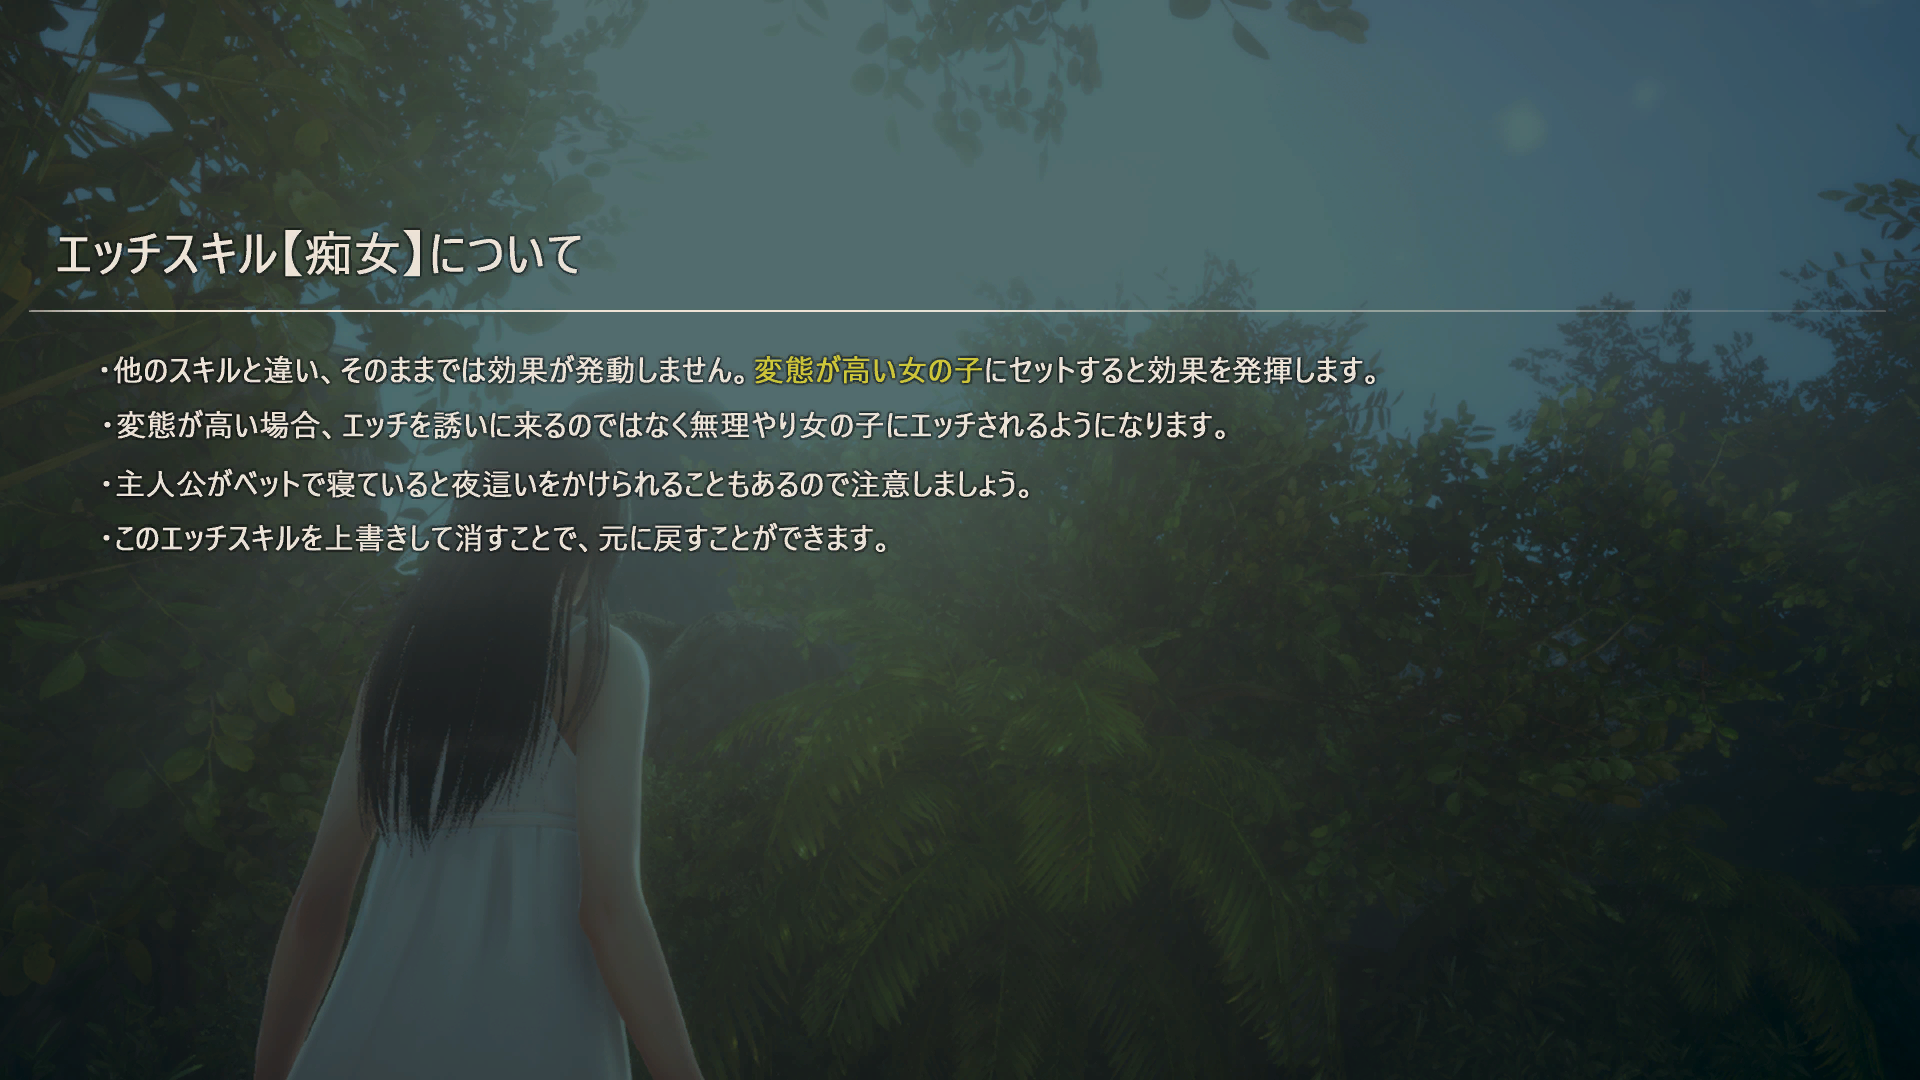 エッチスキル【痴女】について
・他のスキルと違い、そのままでは効果が発動しません。変態が高い女の子にセットすると効果を発揮します。
・変態が高い場合、エッチを誘いに来るのではなく無理やり女の子にエッチされるようになります。
・主人公がベットで寝ていると夜這いをかけられることもあるので注意しましょう。
・このエッチスキルを上書きして消すことで、元に戻すことができます。